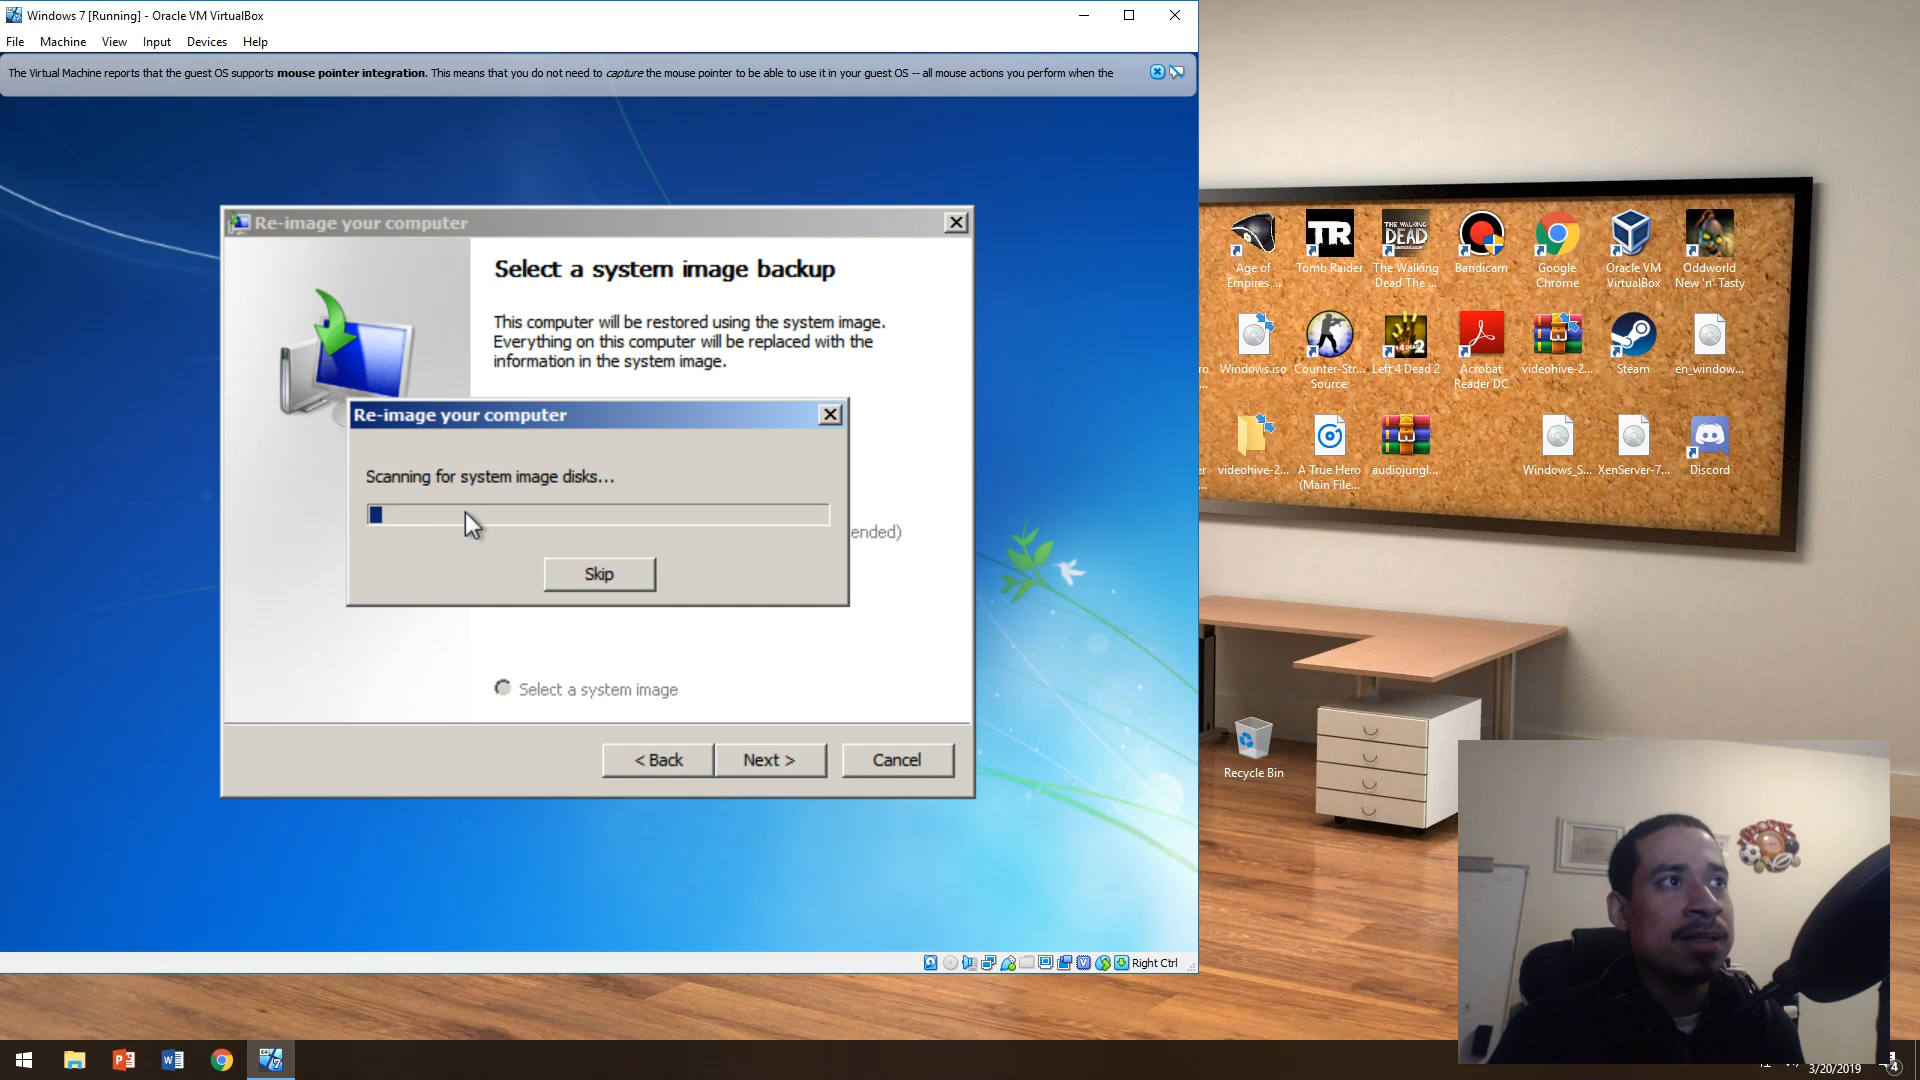 Windows 7 [Running] - Oracle VM VirtualBox
File Machine View Input Devices Help
The Virtual Machine reports that the guest OS supports mouse pointer integration. This means that you do not need to capture the mouse pointer to be able to use it in your guest OS -- all mouse actions you perform when the
Re-image your computer
Select a system image backup
This computer will be restored using the system image.
Everything on this computer will be replaced with the
information in the system image.
Re-image your computer
Scanning for system image disks...
Skip
ended)
Select a system image
< Back
Next >
Cancel
Right Ctrl
TR
THE WALKING
DEAD
Age of
Empires ...
Tomb Raider
The Walking
Dead The ...
Bandicam
Google
Chrome
Oracle VM
VirtualBox
Oddworld
New 'n' Tasty
Windows.iso
Counter-Str...
Source
Left 4 Dead 2
Acrobat
Reader DC
videohive-2...
Steam
en_window...
videohive-2...
A True Hero
(Main File...
audiojungl...
Windows_S...
XenServer-7...
Discord
Recycle Bin
3/20/2019
4